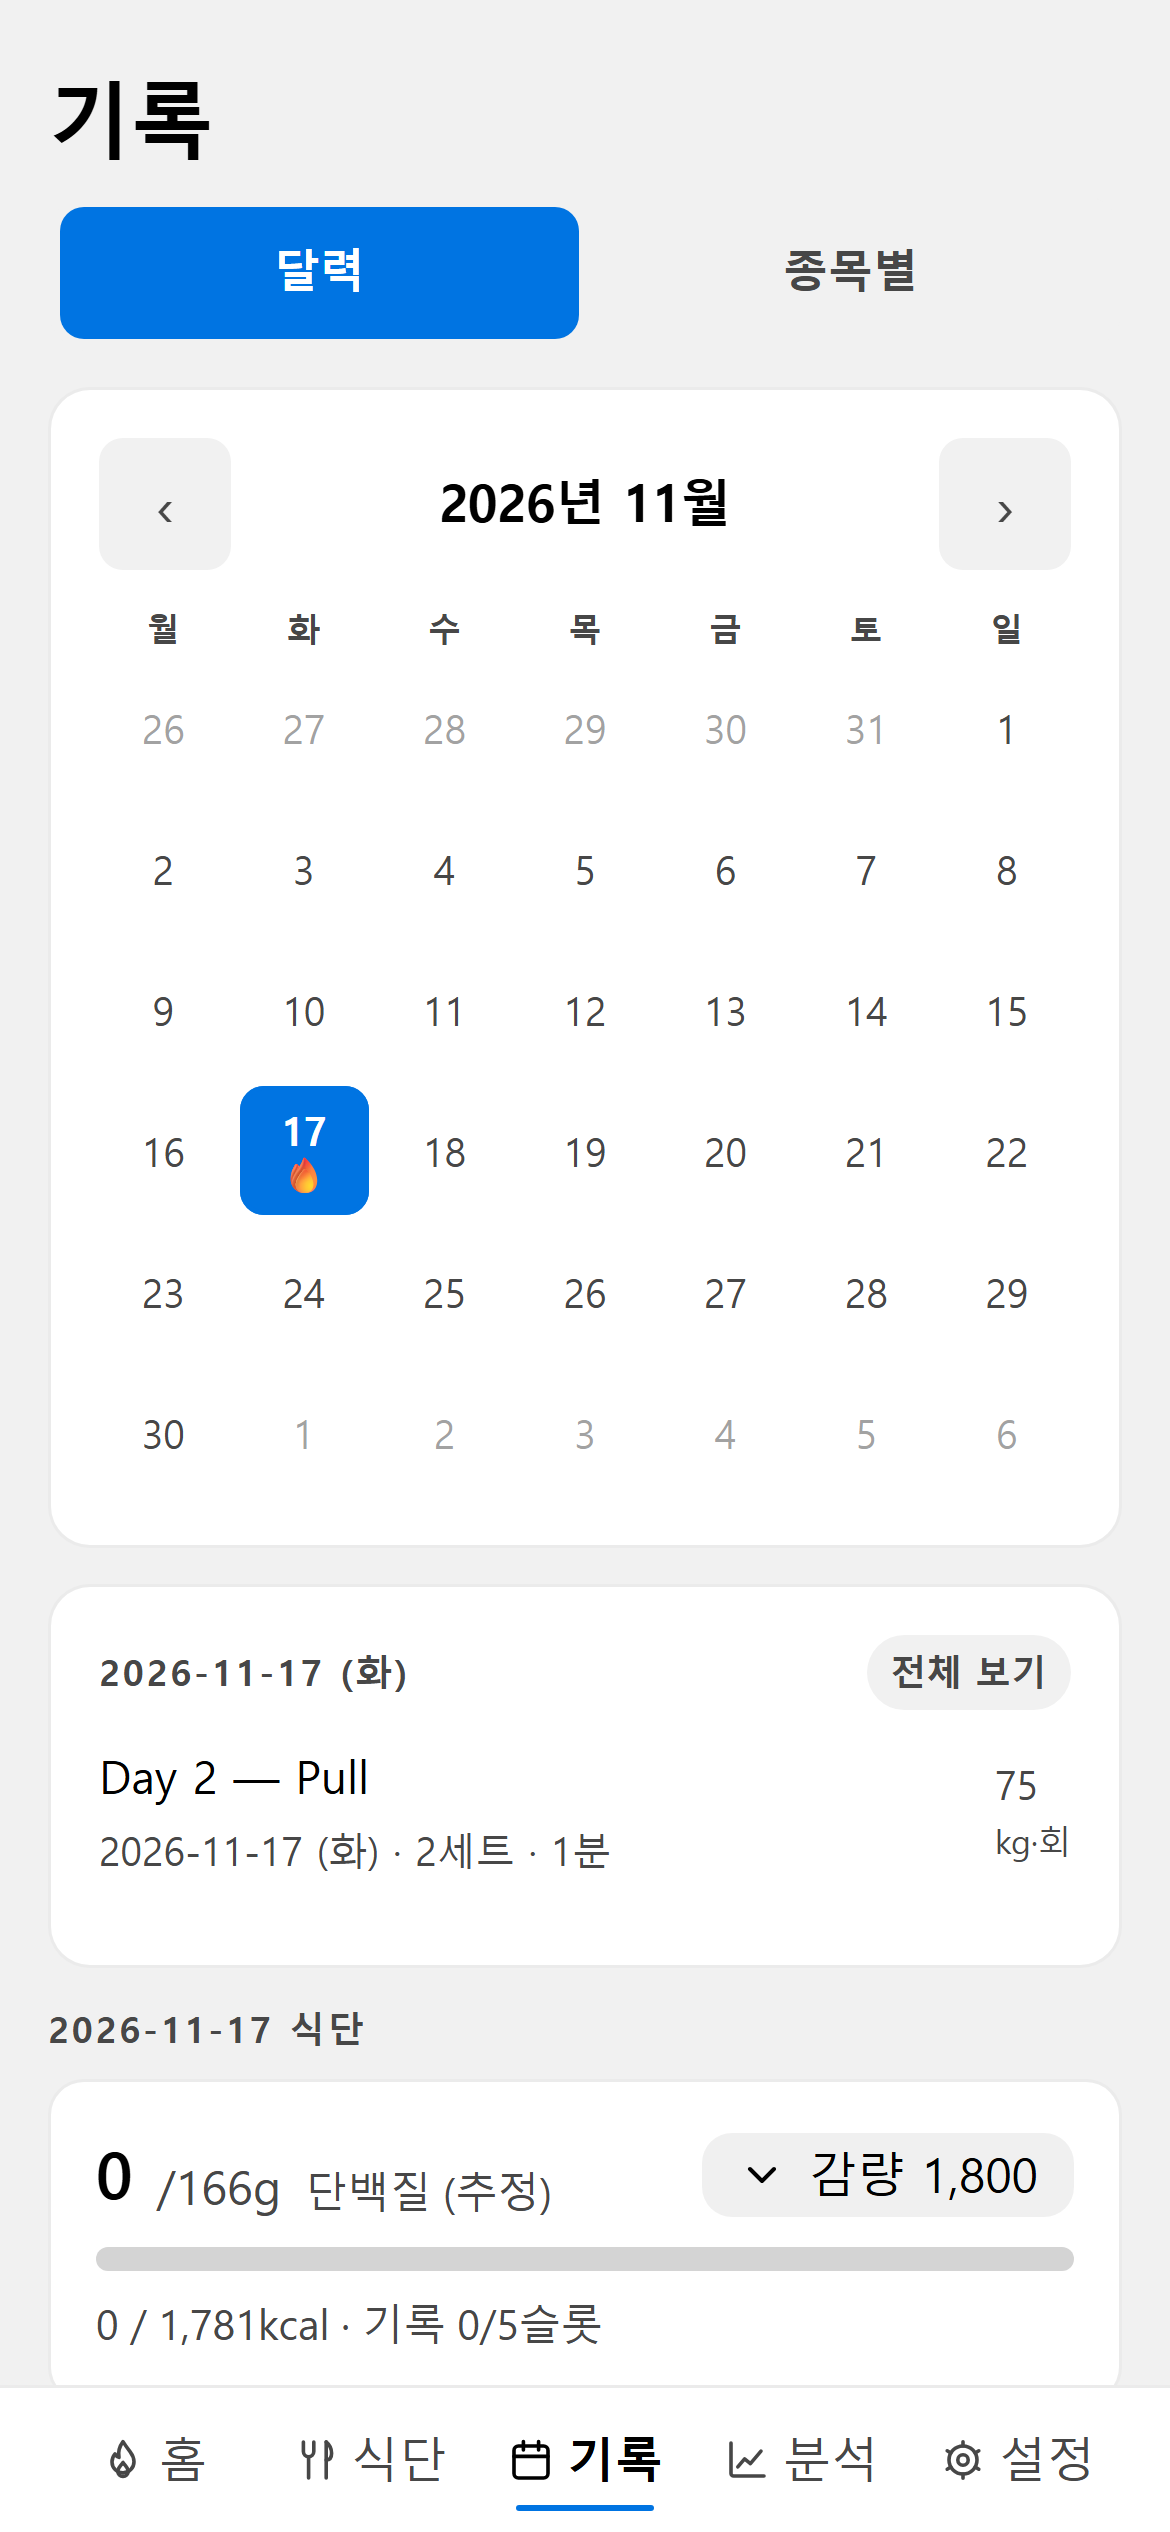 기록
달력 종목별
‹ 2026년 11월 ›
월 화 수 목 금 토 일
26 27 28 29 30 31 1
2 3 4 5 6 7 8
9 10 11 12 13 14 15
16 17 18 19 20 21 22
23 24 25 26 27 28 29
30 1 2 3 4 5 6
2026-11-17 (화) 전체 보기
Day 2 — Pull 75
2026-11-17 (화) · 2세트 · 1분 kg·회
2026-11-17 식단
0 /166g 단백질 (추정) 감량 1,800
0 / 1,781kcal · 기록 0/5슬롯
홈 식단 기록 분석 설정